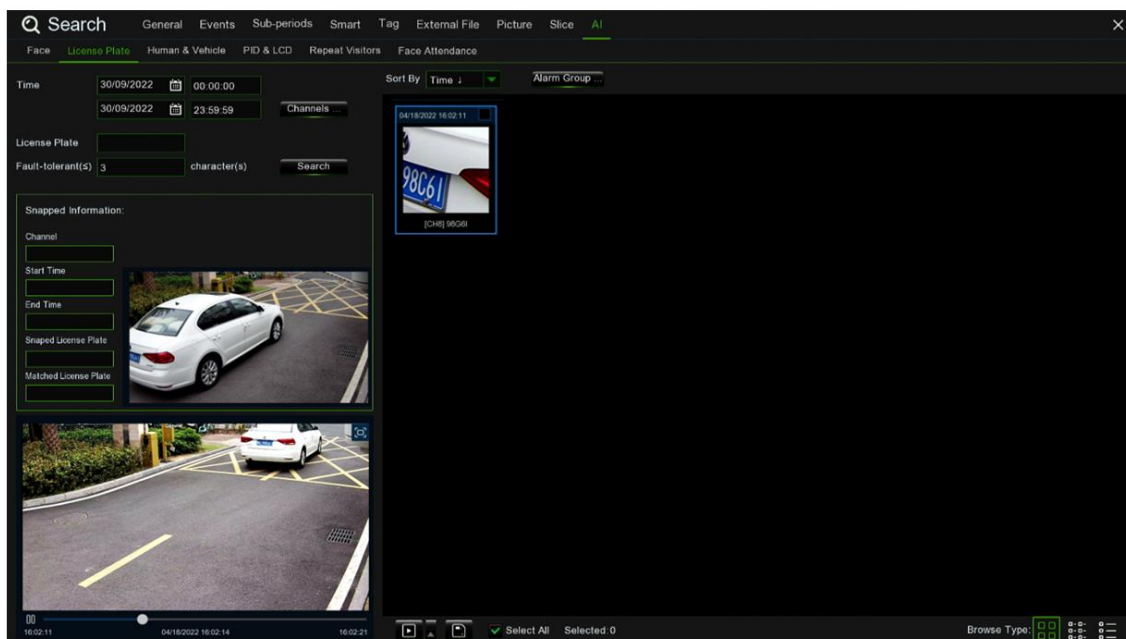 Search General Events Sub-periods Smart Tag External File Picture Slice AI
Face License Plate Human & Vehicle PID & LCD Repeat Visitors Face Attendance
Time 30/09/2022 00:00:00
30/09/2022 23:59:59 Channels ...
License Plate
Fault-tolerant(≤) 3 character(s) Search
Snapped Information:
Channel
Start Time
End Time
Snaped License Plate
Matched License Plate
16:02:11 04/18/2022 16:02:14 16:02:21
Sort By Time ↓ Alarm Group ...
04/18/2022 16:02:11
98C61
[CH8] 98G6I
Select All Selected:0
Browse Type: